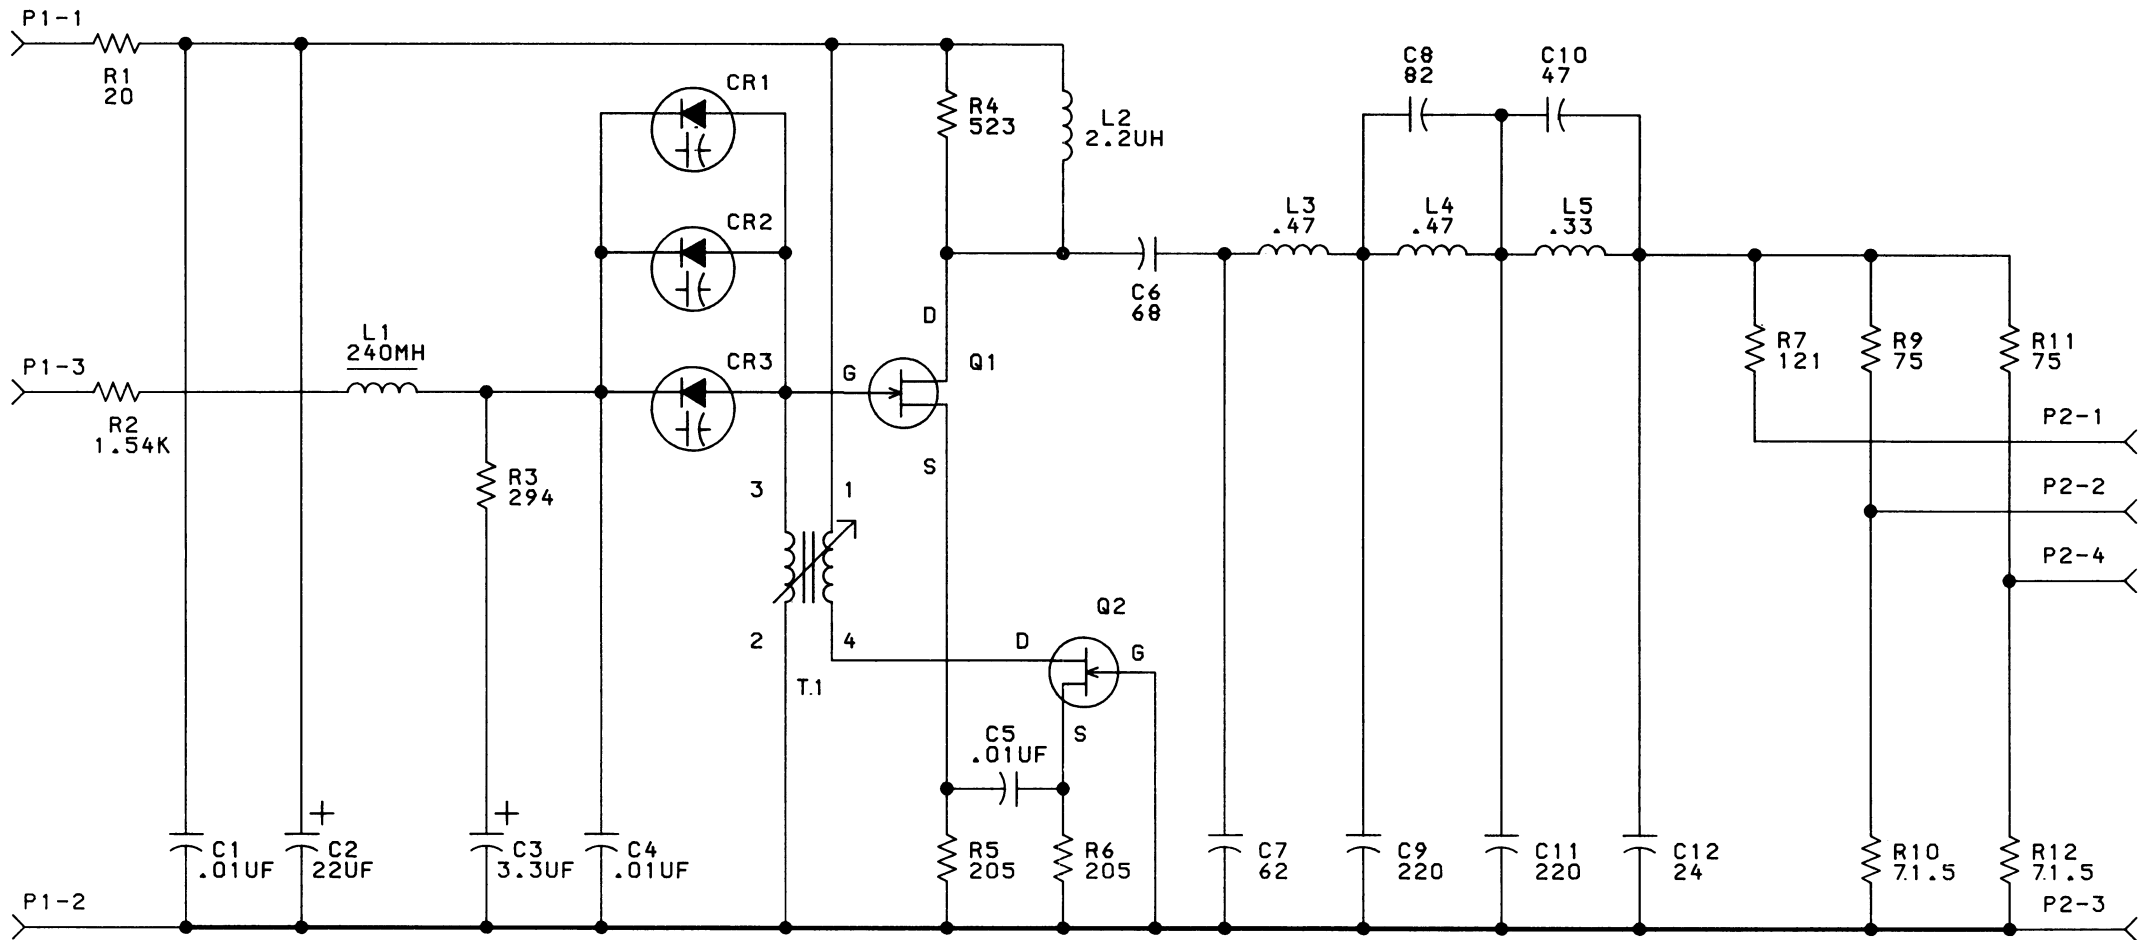 P1-1
R1
20
CR1
R4
523
L2
2.2UH
C8
82
C10
47
CR2
L3
.47
L4
.47
L5
.33
C6
68
D
P1-3
L1
240MH
CR3
G
Q1
R7
121
R9
75
R11
75
R2
1.54K
P2-1
S
R3
294
3
1
P2-2
P2-4
Q2
2
4
D
G
T.1
C5
.01UF
S
+
+
C1
.01UF
C2
22UF
C3
3.3UF
C4
.01UF
R5
205
R6
205
C7
62
C9
220
C11
220
C12
24
R10
71.5
R12
71.5
P1-2
P2-3